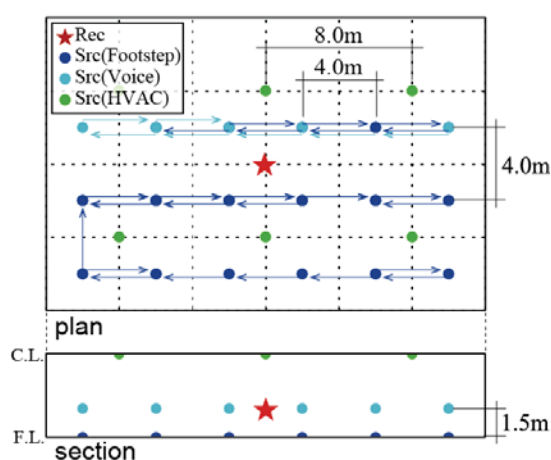 Rec
Src(Footstep)
Src(Voice)
Src(HVAC)
8.0m
4.0m
4.0m
plan
C.L.
F.L.
1.5m
section